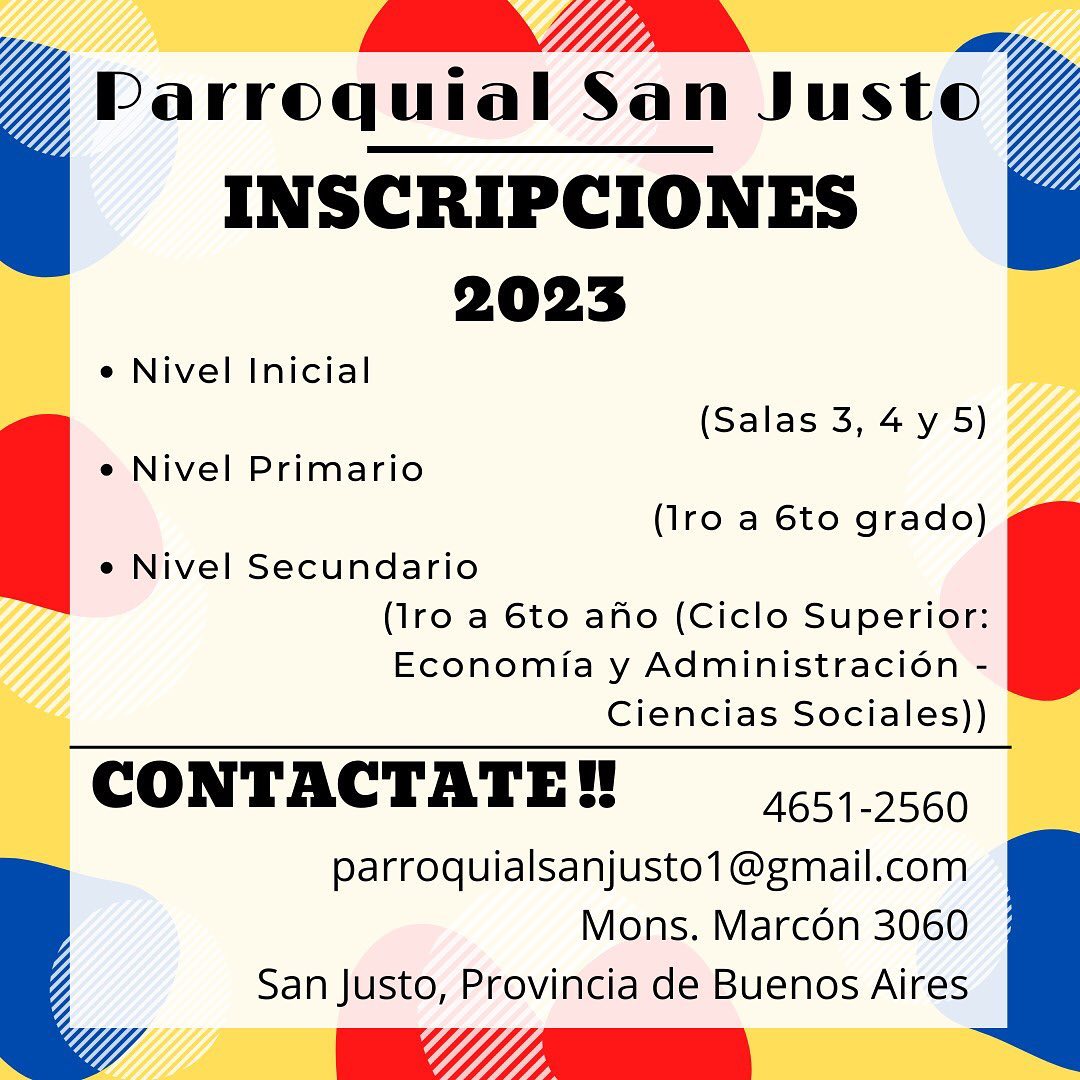 Parroquial San Justo
INSCRIPCIONES
2023
• Nivel Inicial
(Salas 3, 4 y 5)
• Nivel Primario
(1ro a 6to grado)
• Nivel Secundario
(1ro a 6to año (Ciclo Superior:
Economía y Administración -
Ciencias Sociales))
CONTACTATE!!
4651-2560
parroquialsanjusto1@gmail.com
Mons. Marcón 3060
San Justo, Provincia de Buenos Aires